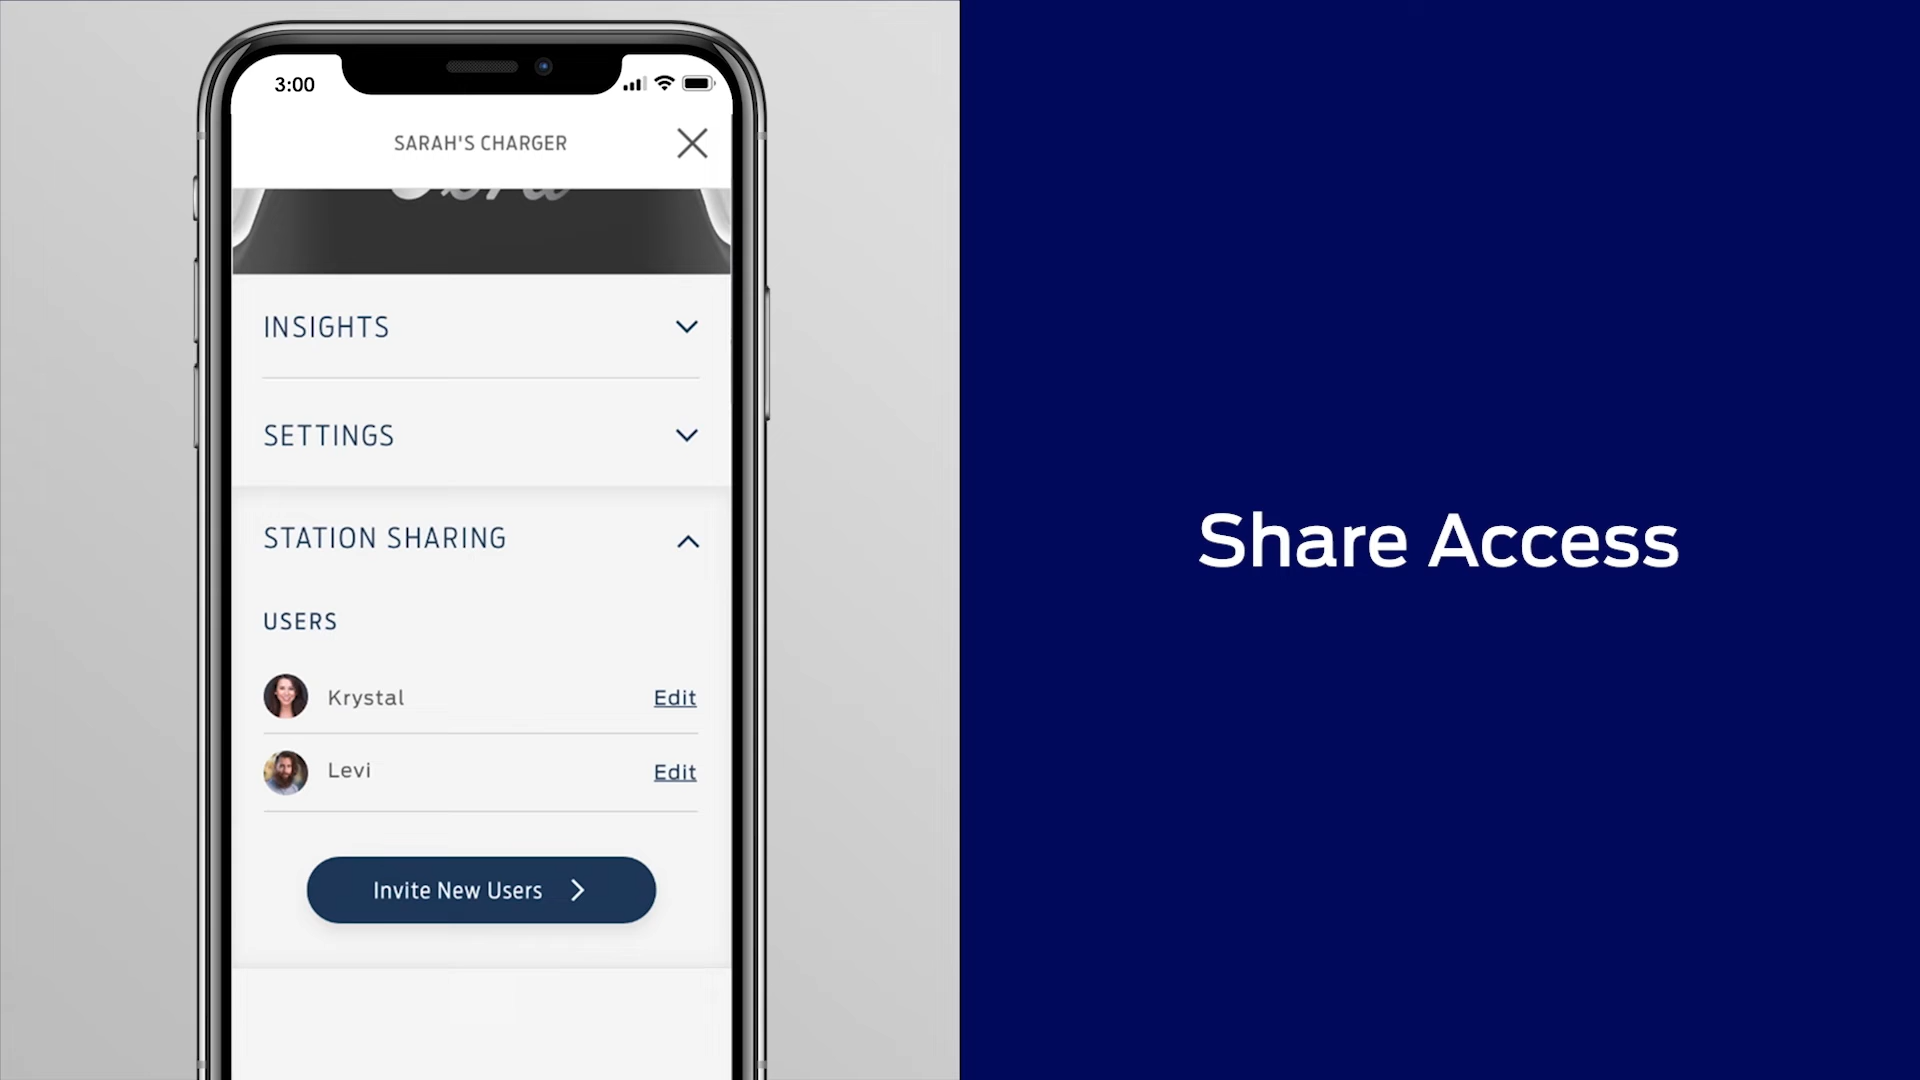 3:00
SARAH'S CHARGER
INSIGHTS
SETTINGS
STATION SHARING
USERS
Krystal
Edit
Levi
Edit
Invite New Users
Share Access